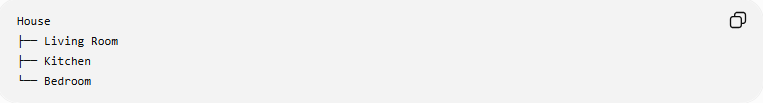 House
├── Living Room
├── Kitchen
└── Bedroom